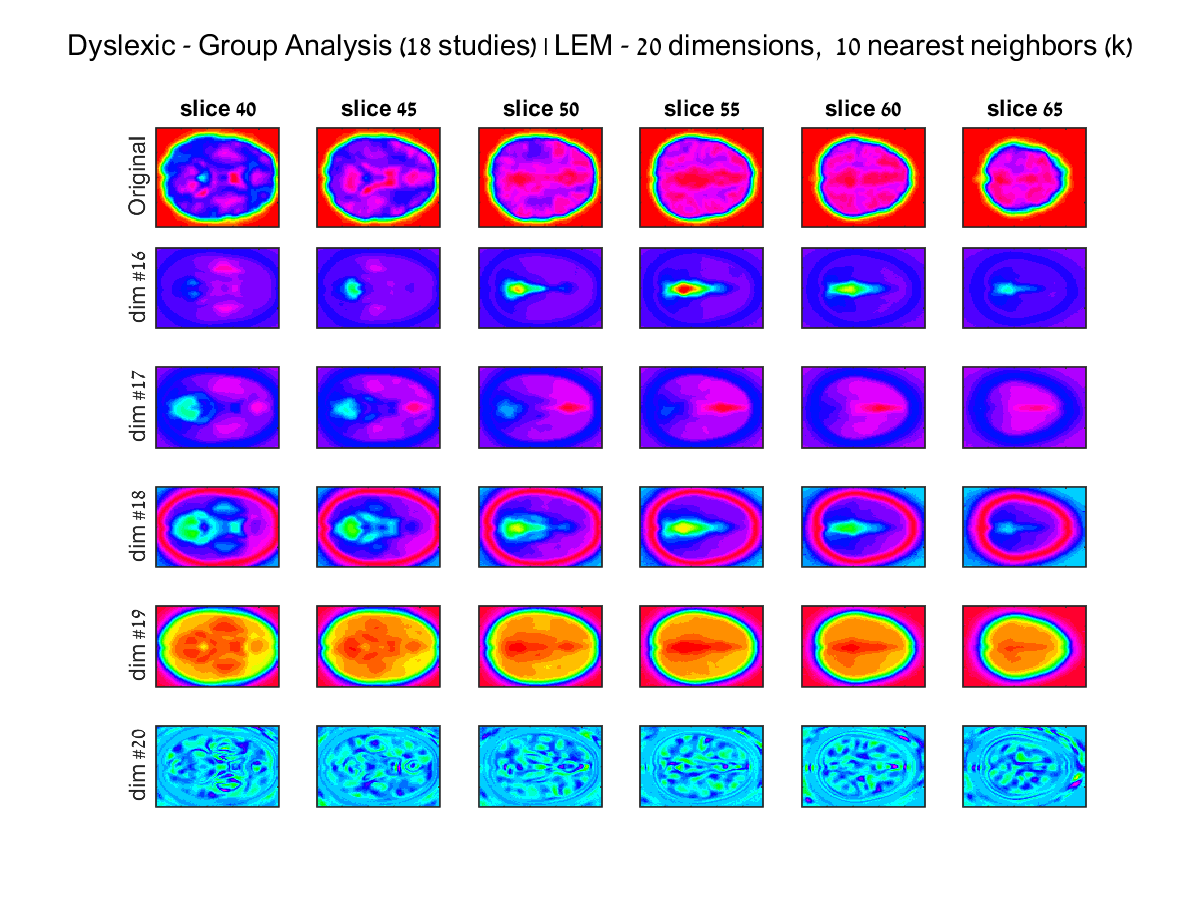 Dyslexic - Group Analysis (18 studies) | LEM - 20 dimensions, 10 nearest neighbors (k)
slice 40 slice 45 slice 50 slice 55 slice 60 slice 65
Original
dim #16
dim #17
dim #18
dim #19
dim #20